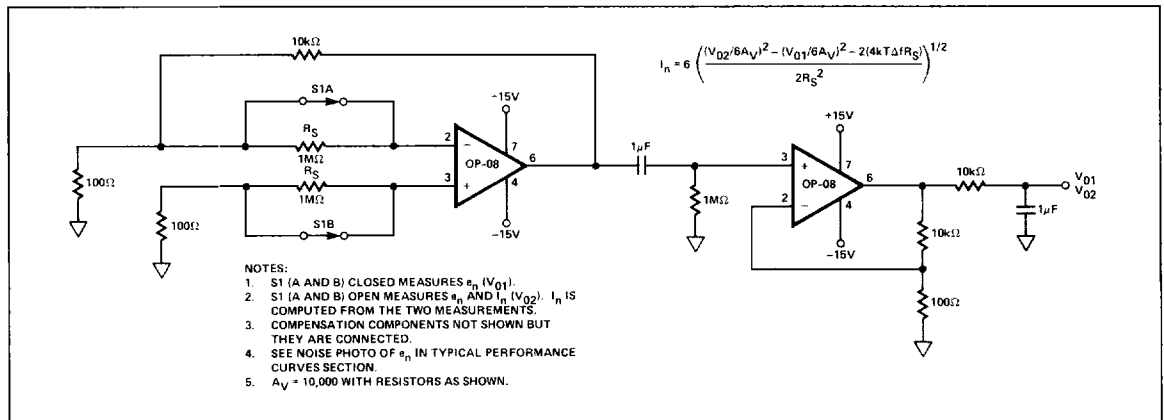 10kΩ
I_n = 6 ( ((V_02/6A_V)^2 - (V_01/6A_V)^2 - 2(4kTΔfR_S)) / (2R_S^2) )^1/2
S1A
+15V
+15V
R_S
1MΩ
2
−
7
OP-08
6
1µF
3
+
7
OP-08
6
10kΩ
V_01
V_02
R_S
1MΩ
3
+
4
2
−
4
1µF
100Ω
100Ω
S1B
-15V
1MΩ
-15V
10kΩ
100Ω
NOTES:
1. S1 (A AND B) CLOSED MEASURES e_n (V_01).
2. S1 (A AND B) OPEN MEASURES e_n AND I_n (V_02). I_n IS
COMPUTED FROM THE TWO MEASUREMENTS.
3. COMPENSATION COMPONENTS NOT SHOWN BUT
THEY ARE CONNECTED.
4. SEE NOISE PHOTO OF e_n IN TYPICAL PERFORMANCE
CURVES SECTION.
5. A_V = 10,000 WITH RESISTORS AS SHOWN.